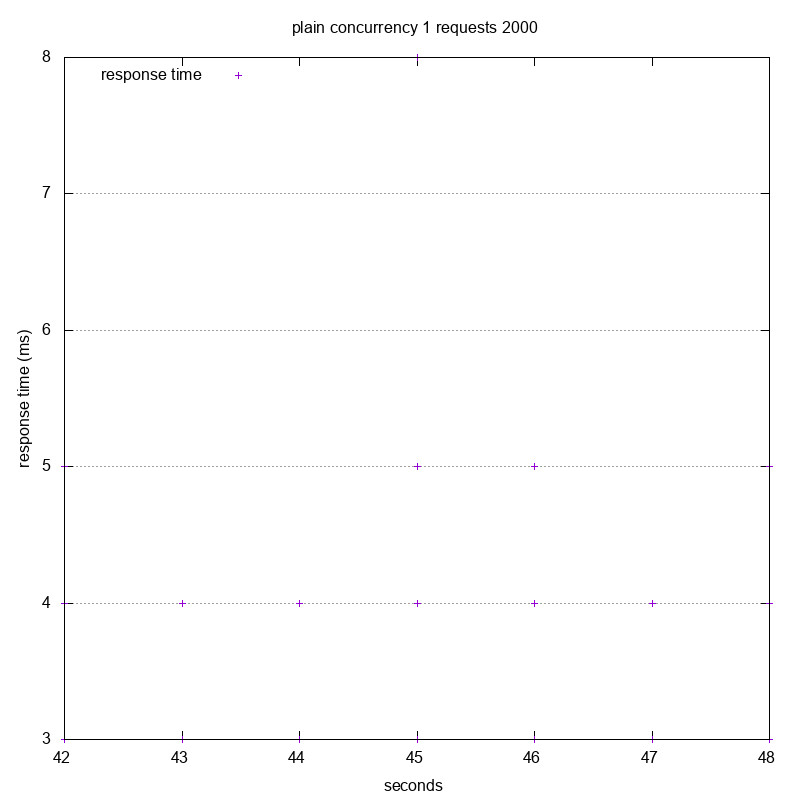 plain concurrency 1 requests 2000
8
response time
7
6
response time (ms)
5
4
3
42 43 44 45 46 47 48
seconds